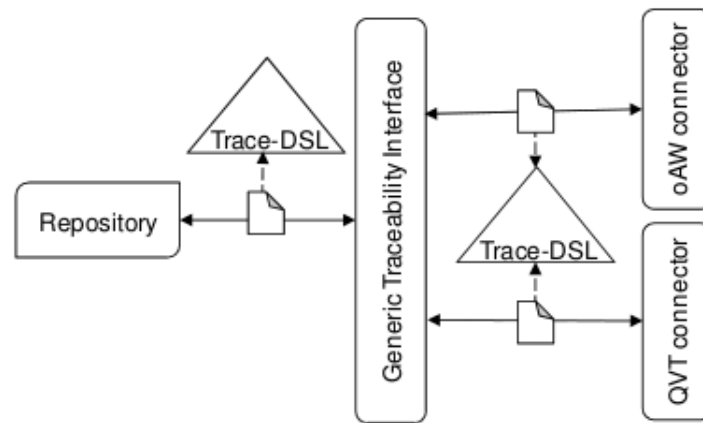 Trace-DSL
Repository
Generic Traceability Interface
Trace-DSL
oAW connector
QVT connector